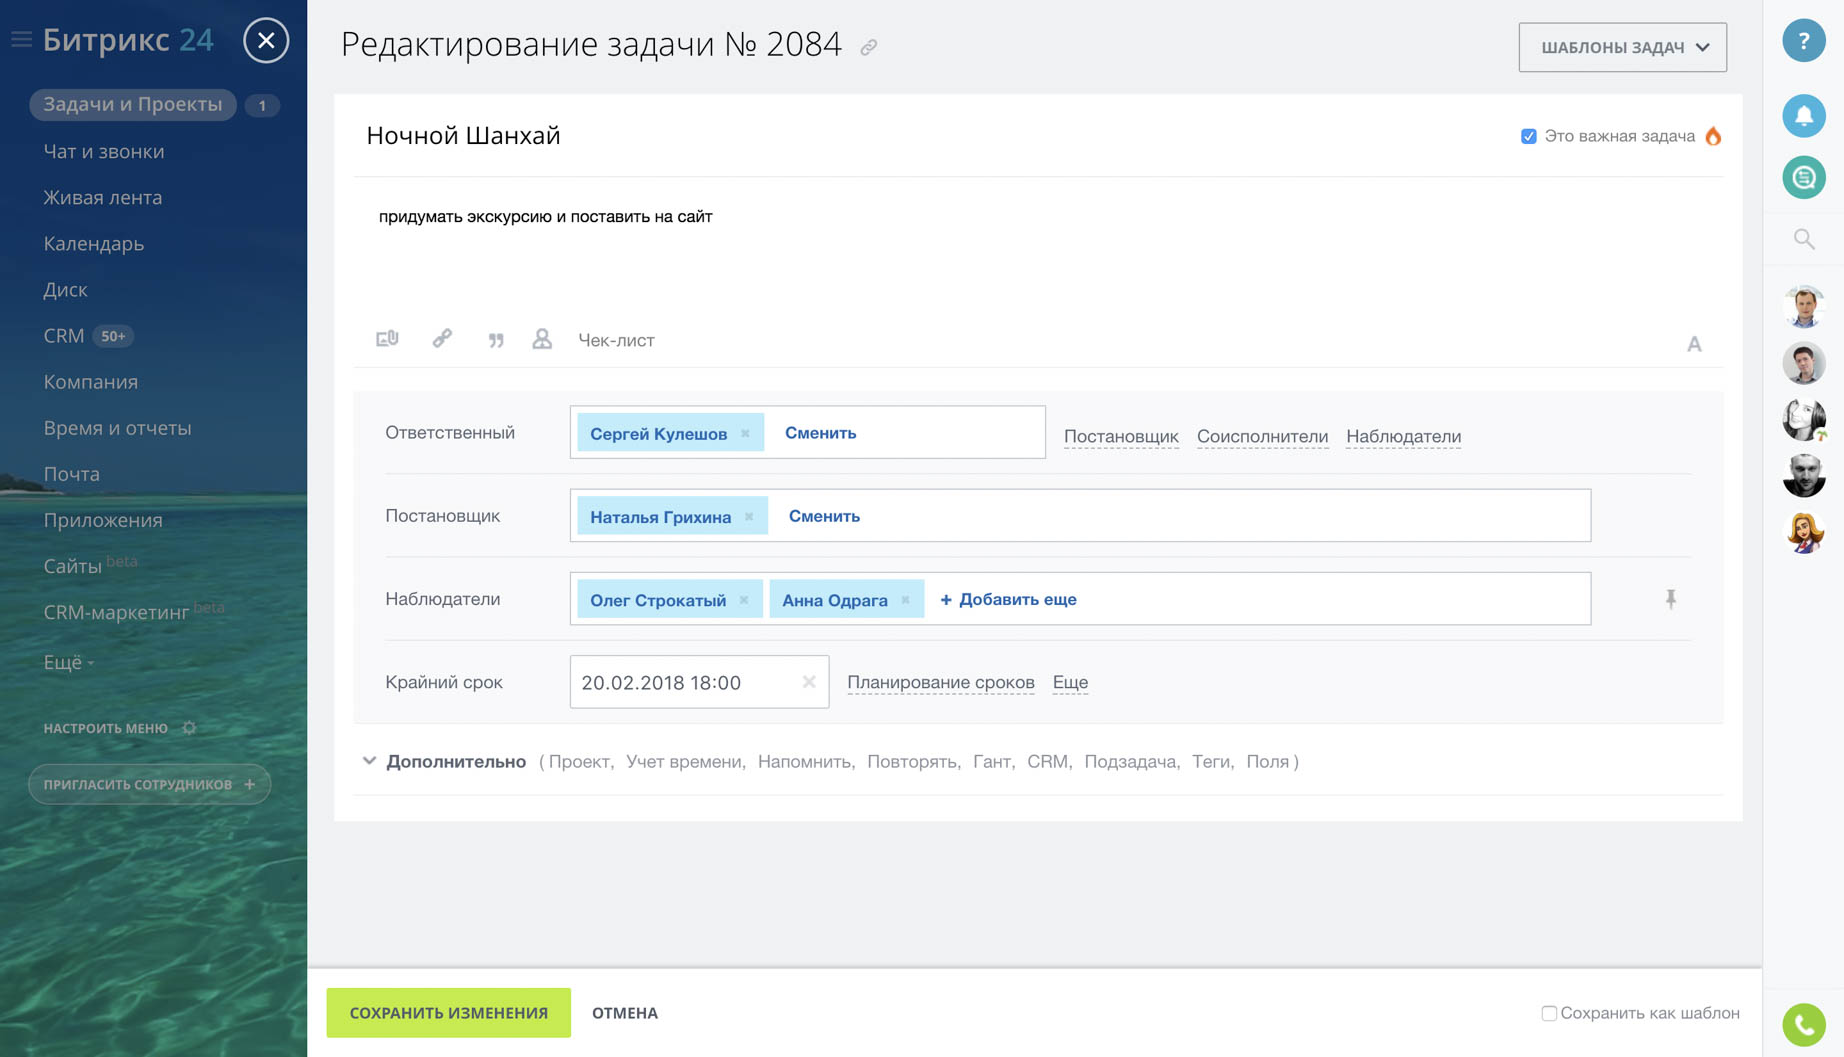 Битрикс 24
Задачи и Проекты 1
Чат и звонки
Живая лента
Календарь
Диск
CRM 50+
Компания
Время и отчеты
Почта
Приложения
Сайты beta
CRM-маркетинг beta
Ещё
НАСТРОИТЬ МЕНЮ
ПРИГЛАСИТЬ СОТРУДНИКОВ +
Редактирование задачи № 2084
ШАБЛОНЫ ЗАДАЧ
Ночной Шанхай
Это важная задача
придумать экскурсию и поставить на сайт
Чек-лист
A
Ответственный Сергей Кулешов Сменить Постановщик Соисполнители Наблюдатели
Постановщик Наталья Грихина Сменить
Наблюдатели Олег Строкатый Анна Одрага + Добавить еще
Крайний срок 20.02.2018 18:00 Планирование сроков Еще
Дополнительно ( Проект, Учет времени, Напомнить, Повторять, Гант, CRM, Подзадача, Теги, Поля )
СОХРАНИТЬ ИЗМЕНЕНИЯ ОТМЕНА
Сохранить как шаблон
?